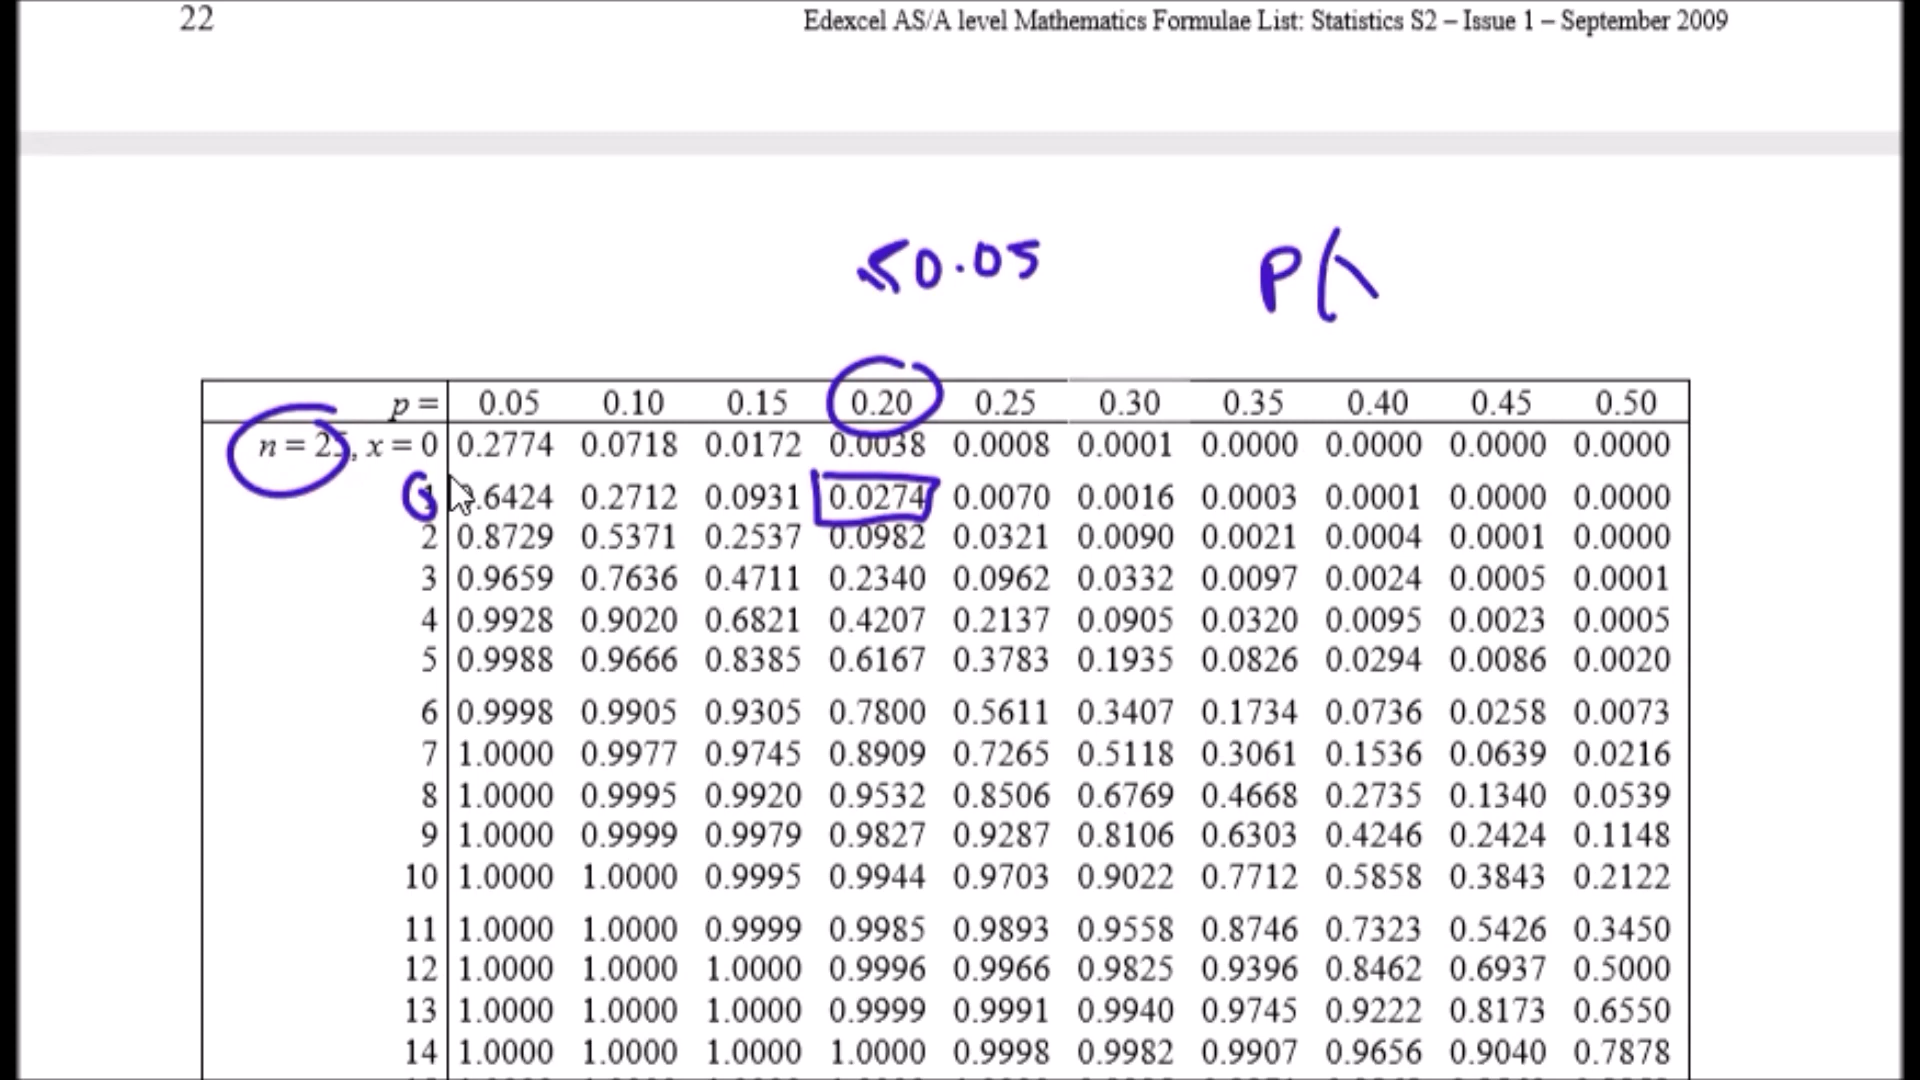 22 Edexcel AS/A level Mathematics Formulae List: Statistics S2 – Issue 1 – September 2009
≤0.05 P(
p = 0.05 0.10 0.15 0.20 0.25 0.30 0.35 0.40 0.45 0.50
n = 25, x = 0 0.2774 0.0718 0.0172 0.0038 0.0008 0.0001 0.0000 0.0000 0.0000 0.0000
1 0.6424 0.2712 0.0931 0.0274 0.0070 0.0016 0.0003 0.0001 0.0000 0.0000
2 0.8729 0.5371 0.2537 0.0982 0.0321 0.0090 0.0021 0.0004 0.0001 0.0000
3 0.9659 0.7636 0.4711 0.2340 0.0962 0.0332 0.0097 0.0024 0.0005 0.0001
4 0.9928 0.9020 0.6821 0.4207 0.2137 0.0905 0.0320 0.0095 0.0023 0.0005
5 0.9988 0.9666 0.8385 0.6167 0.3783 0.1935 0.0826 0.0294 0.0086 0.0020
6 0.9998 0.9905 0.9305 0.7800 0.5611 0.3407 0.1734 0.0736 0.0258 0.0073
7 1.0000 0.9977 0.9745 0.8909 0.7265 0.5118 0.3061 0.1536 0.0639 0.0216
8 1.0000 0.9995 0.9920 0.9532 0.8506 0.6769 0.4668 0.2735 0.1340 0.0539
9 1.0000 0.9999 0.9979 0.9827 0.9287 0.8106 0.6303 0.4246 0.2424 0.1148
10 1.0000 1.0000 0.9995 0.9944 0.9703 0.9022 0.7712 0.5858 0.3843 0.2122
11 1.0000 1.0000 0.9999 0.9985 0.9893 0.9558 0.8746 0.7323 0.5426 0.3450
12 1.0000 1.0000 1.0000 0.9996 0.9966 0.9825 0.9396 0.8462 0.6937 0.5000
13 1.0000 1.0000 1.0000 0.9999 0.9991 0.9940 0.9745 0.9222 0.8173 0.6550
14 1.0000 1.0000 1.0000 1.0000 0.9998 0.9982 0.9907 0.9656 0.9040 0.7878